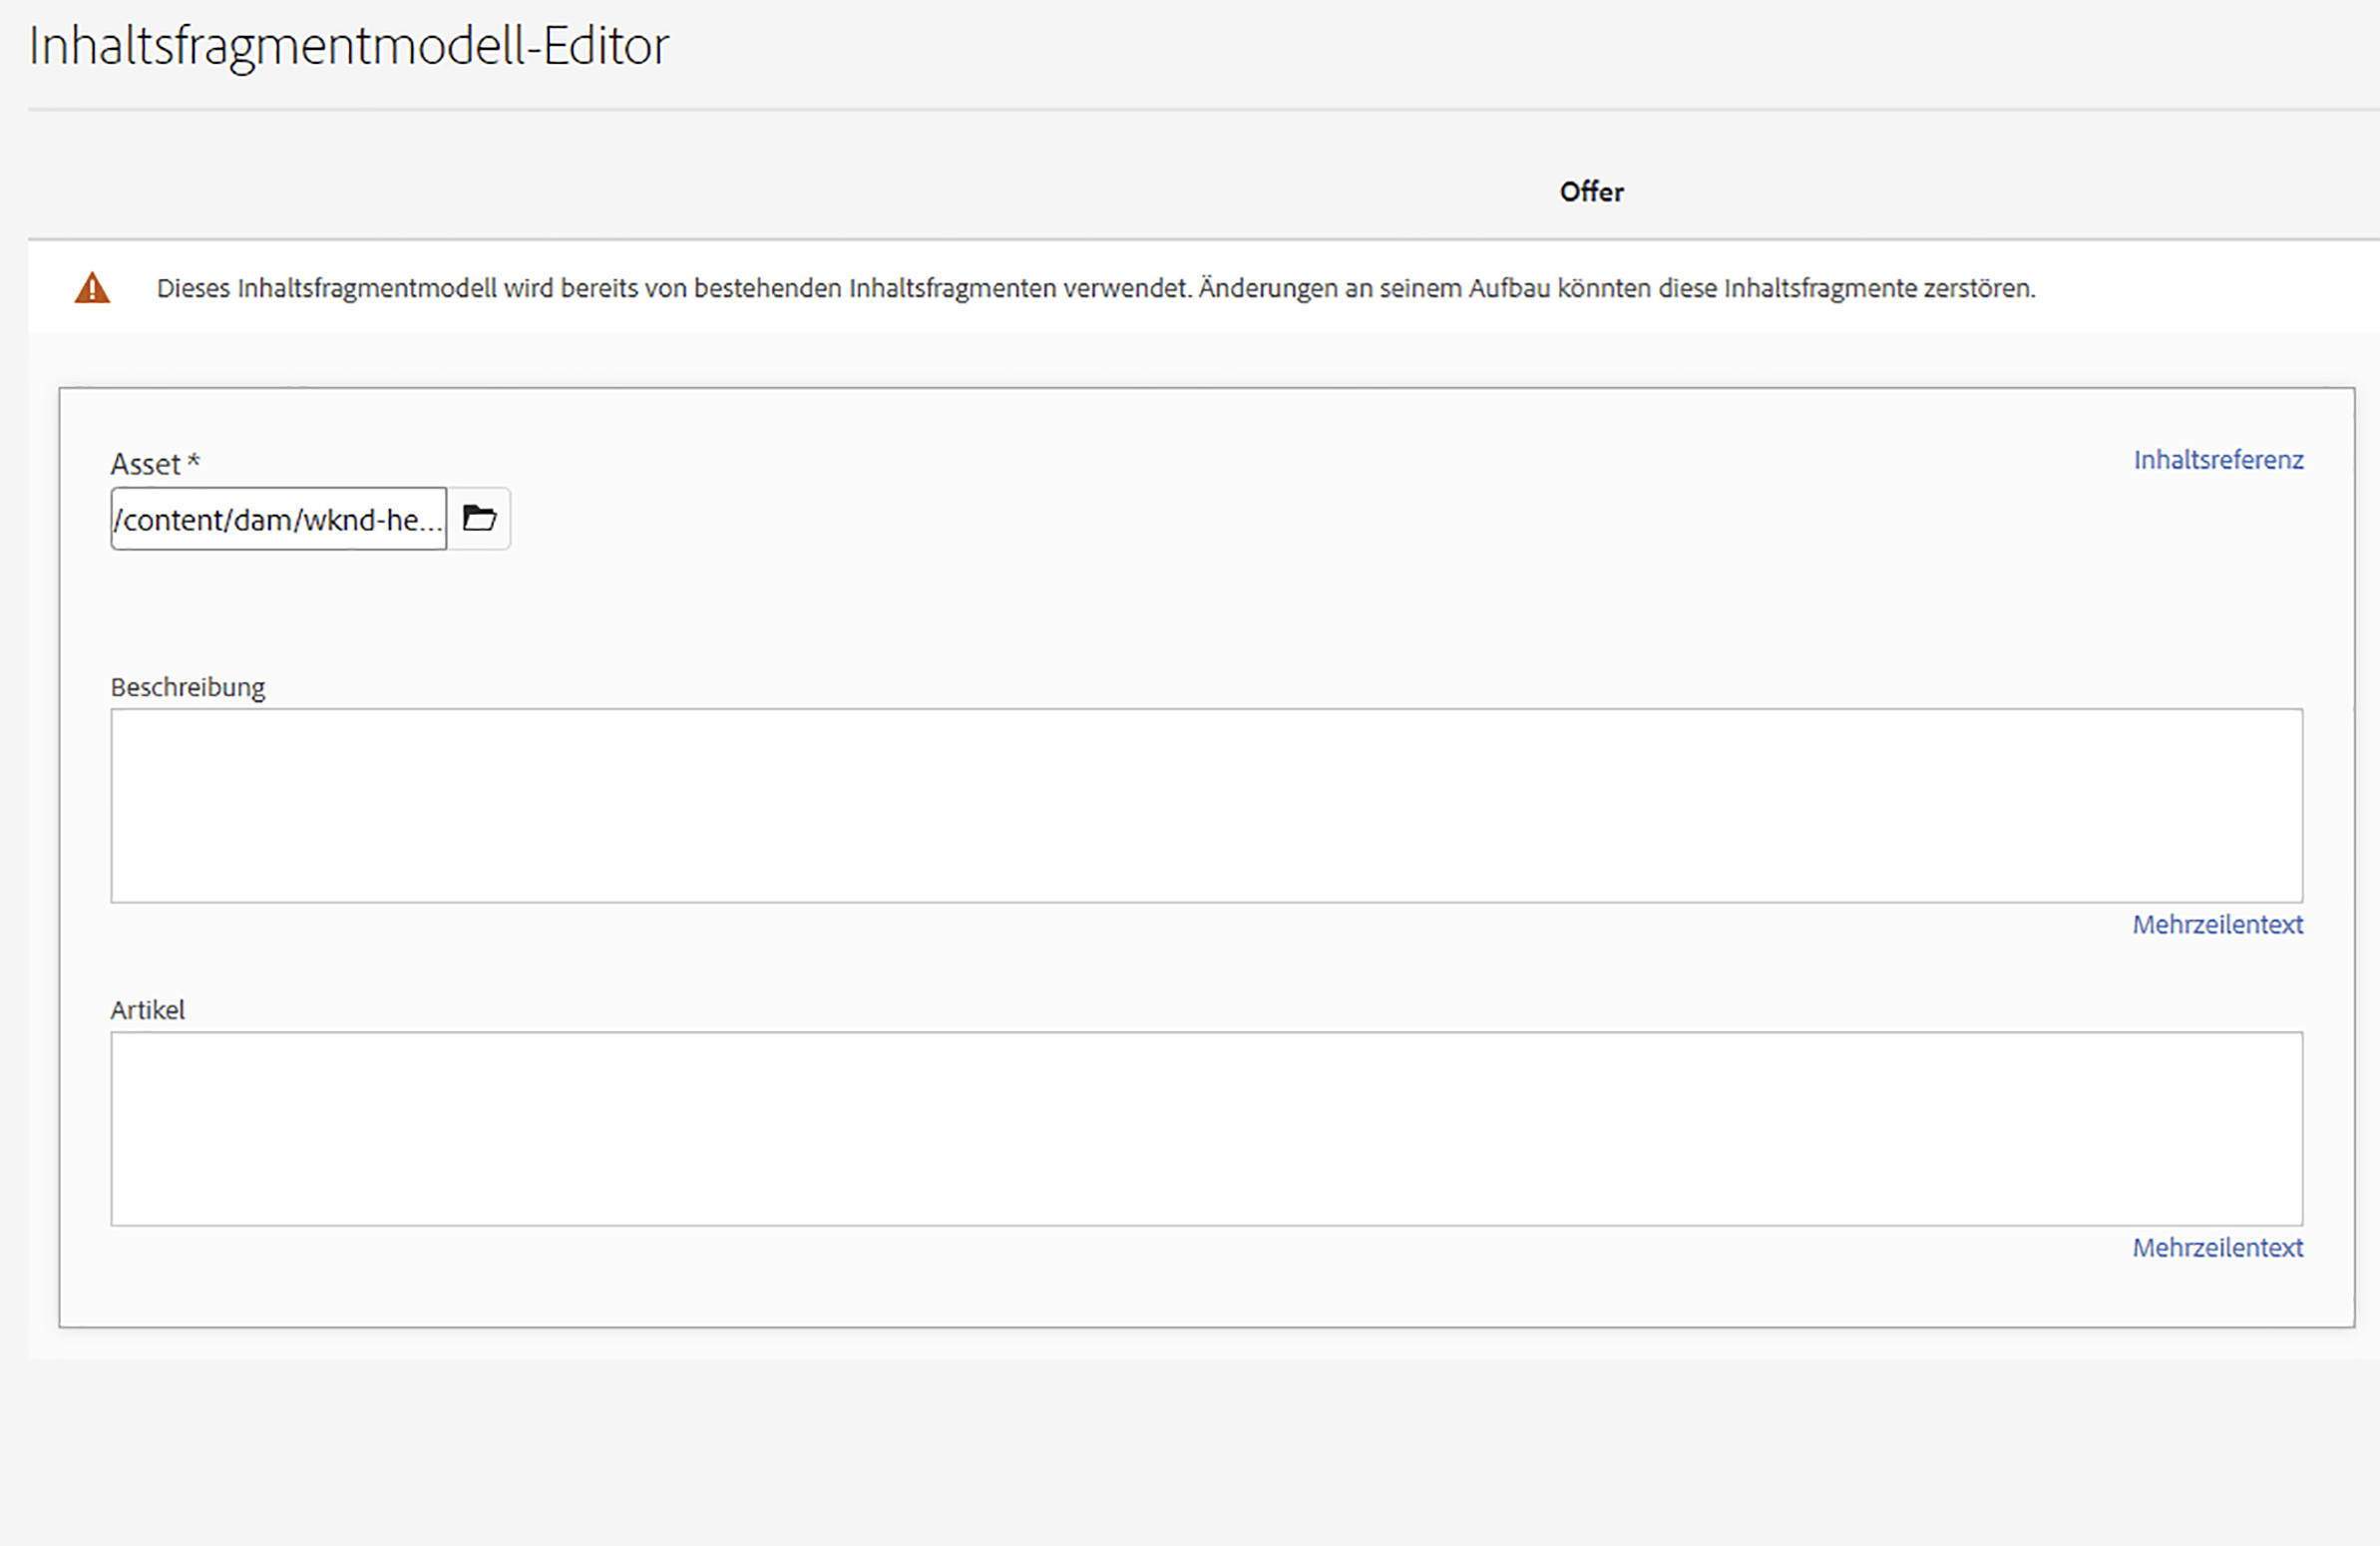 Inhaltsfragmentmodell-Editor
Offer
Dieses Inhaltsfragmentmodell wird bereits von bestehenden Inhaltsfragmenten verwendet. Änderungen an seinem Aufbau könnten diese Inhaltsfragmente zerstören.
Asset *
Inhaltsreferenz
/content/dam/wknd-he...
Beschreibung
Mehrzeilentext
Artikel
Mehrzeilentext